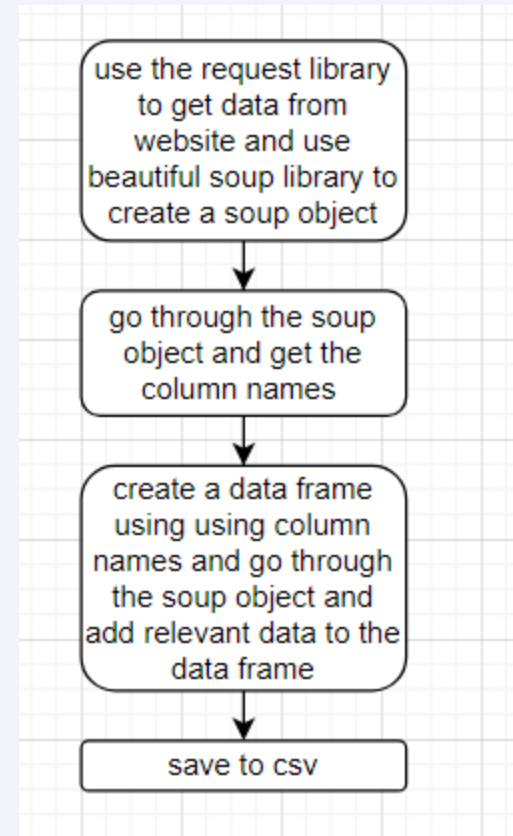 use the request library
to get data from
website and use
beautiful soup library to
create a soup object
go through the soup
object and get the
column names
create a data frame
using using column
names and go through
the soup object and
add relevant data to the
data frame
save to csv